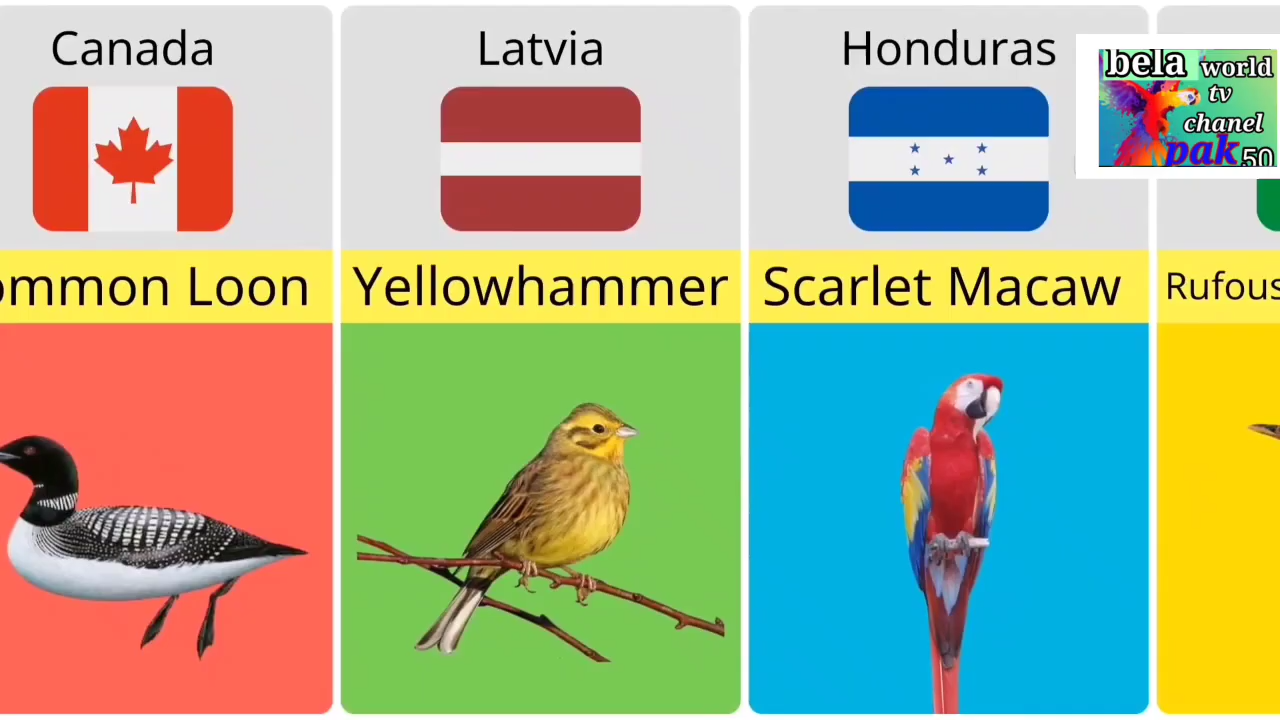 Canada
Latvia
Honduras
ommon Loon
Yellowhammer
Scarlet Macaw
Rufous
bela world
tv
chanel
pak 50